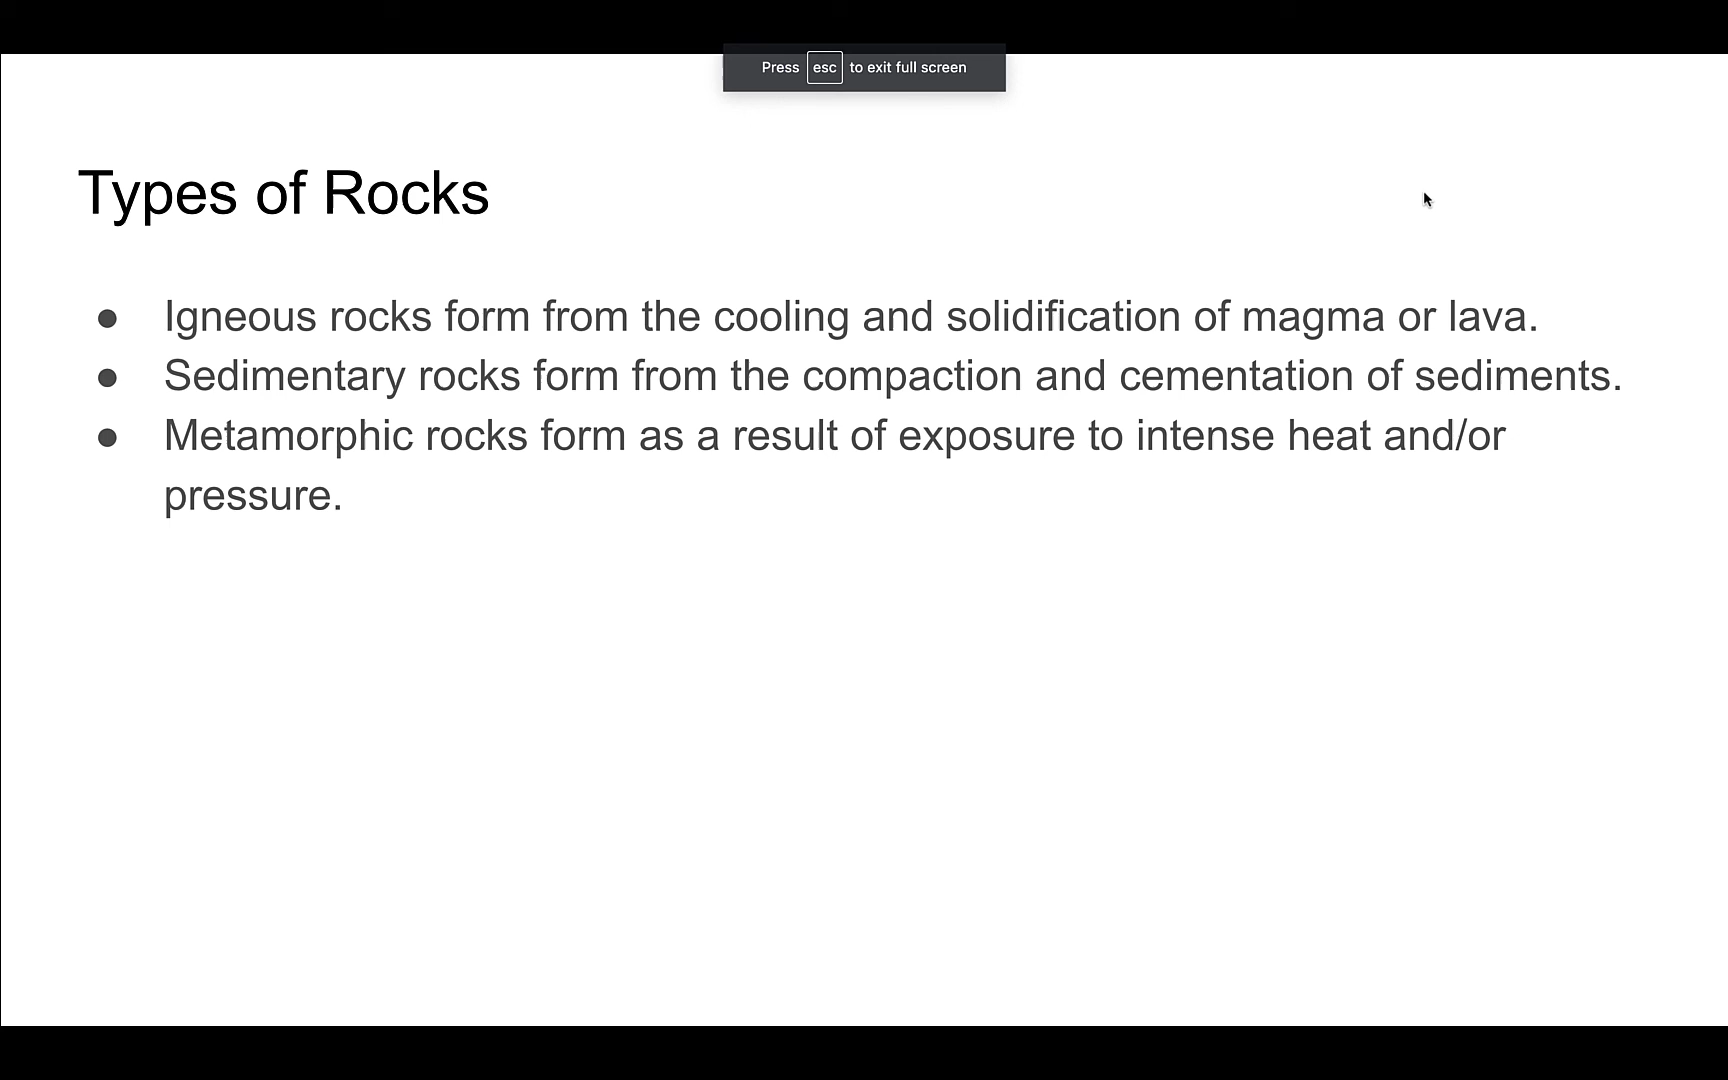 Press esc to exit full screen
Types of Rocks
● Igneous rocks form from the cooling and solidification of magma or lava.
● Sedimentary rocks form from the compaction and cementation of sediments.
● Metamorphic rocks form as a result of exposure to intense heat and/or
pressure.